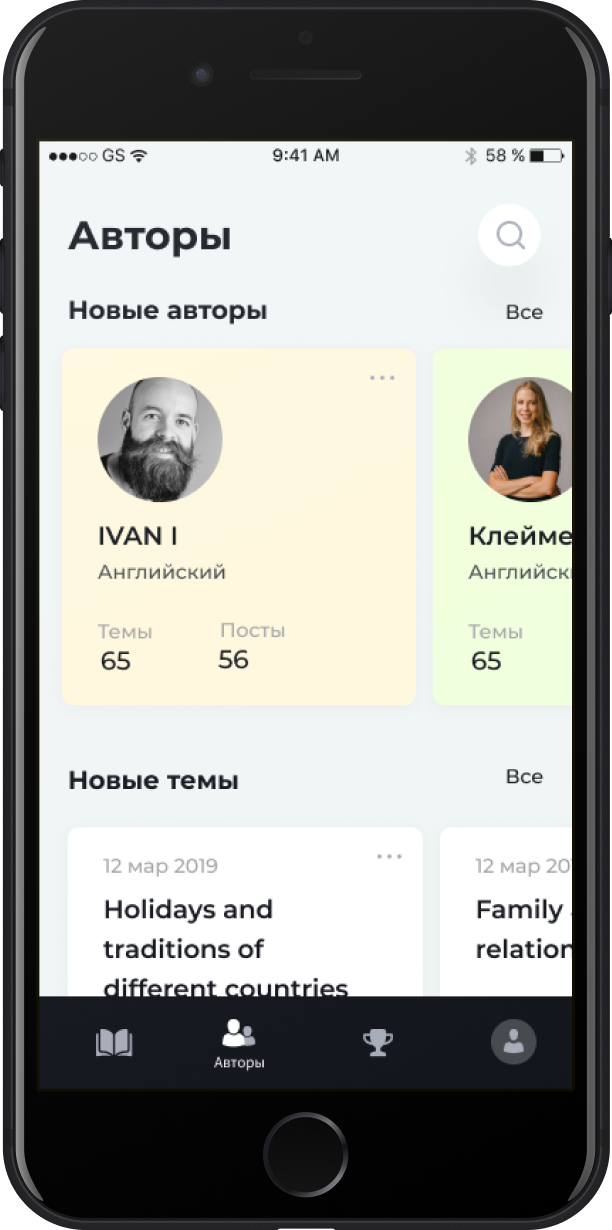 GS 9:41 AM 58 %
Авторы
Новые авторы Все
IVAN I
Английский
Темы Посты
65 56
Клейме
Английск
Темы
65
Новые темы Все
12 мар 2019
Holidays and
traditions of
different countries
12 мар 20
Family
relation
Авторы